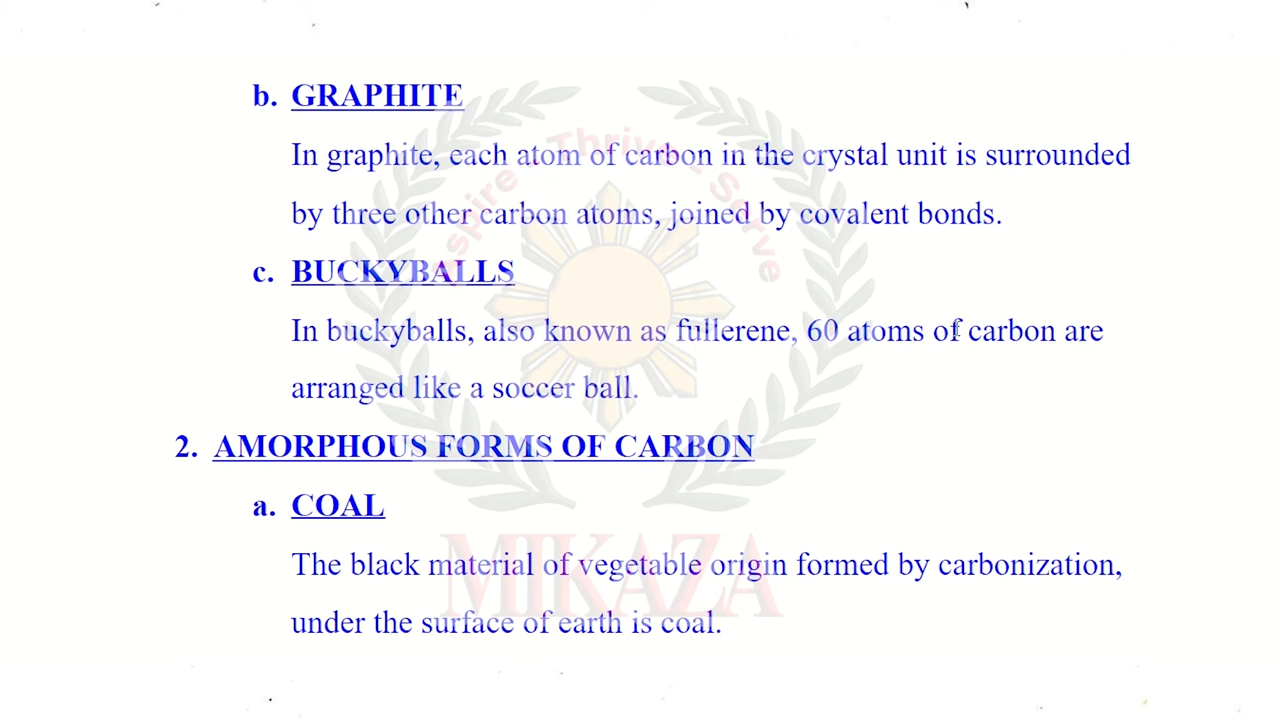 b. GRAPHITE
In graphite, each atom of carbon in the crystal unit is surrounded
by three other carbon atoms, joined by covalent bonds.
c. BUCKYBALLS
In buckyballs, also known as fullerene, 60 atoms of carbon are
arranged like a soccer ball.
2. AMORPHOUS FORMS OF CARBON
a. COAL
The black material of vegetable origin formed by carbonization,
under the surface of earth is coal.
Thrive Serve
MIKAZA